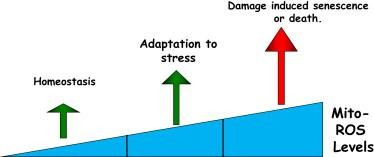 Damage induced senescence
or death.
Adaptation to
stress
Homeostasis
Mito-
ROS
Levels